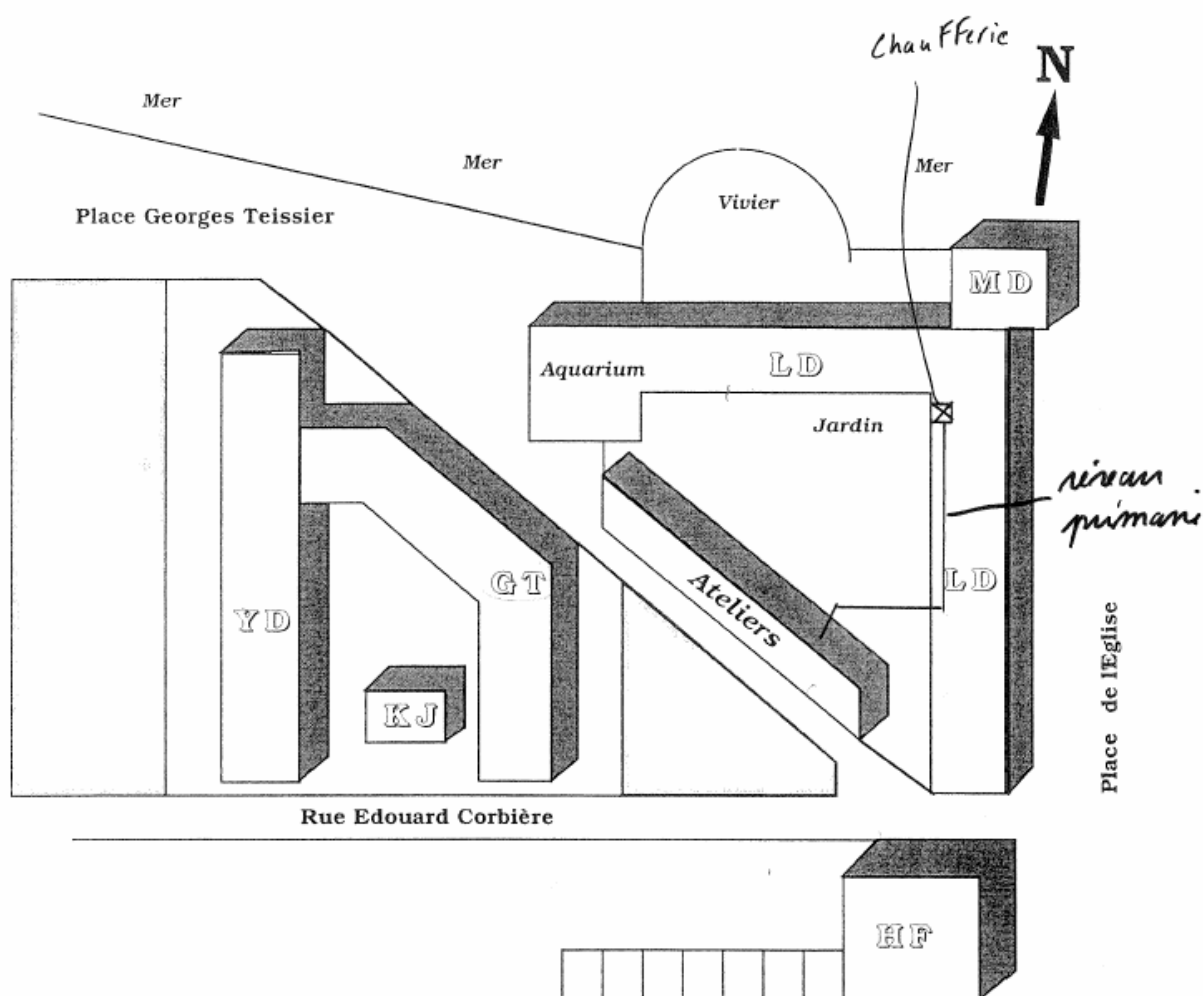 Chaufferie
N
Mer
Mer
Mer
Vivier
Place Georges Teissier
MD
Aquarium
LD
Jardin
réseau
primaire
GT
LD
Ateliers
YD
KJ
Place de l'Eglise
Rue Edouard Corbière
HF